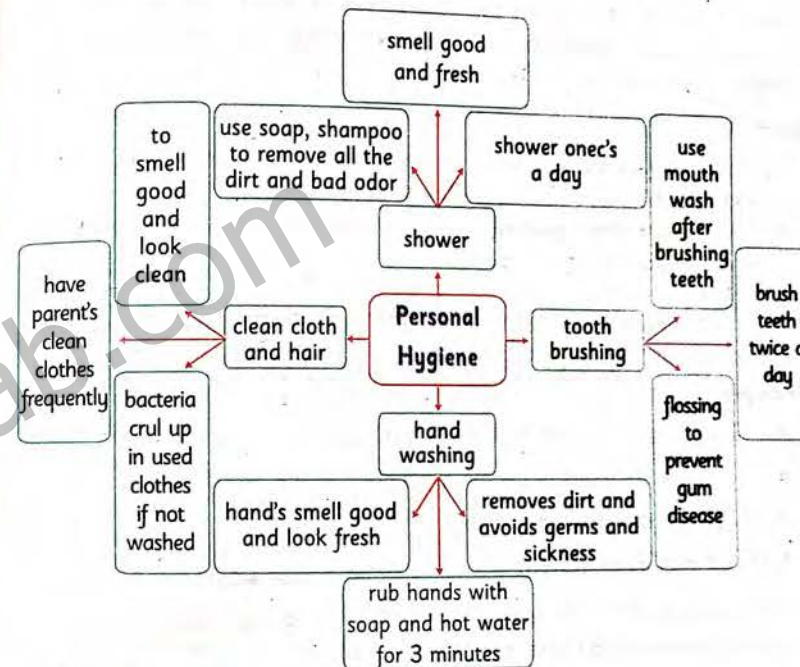 smell good
and fresh
use soap, shampoo
to remove all the
dirt and bad odor
shower onec's
a day
shower
to
smell
good
and
look
clean
use
mouth
wash
after
brushing
teeth
have
parent's
clean
clothes
frequently
clean cloth
and hair
Personal
Hygiene
tooth
brushing
brush
teeth
twice a
day
bacteria
crul up
in used
clothes
if not
washed
hand
washing
flossing
to
prevent
gum
disease
hand's smell good
and look fresh
removes dirt and
avoids germs and
sickness
rub hands with
soap and hot water
for 3 minutes
ab.com